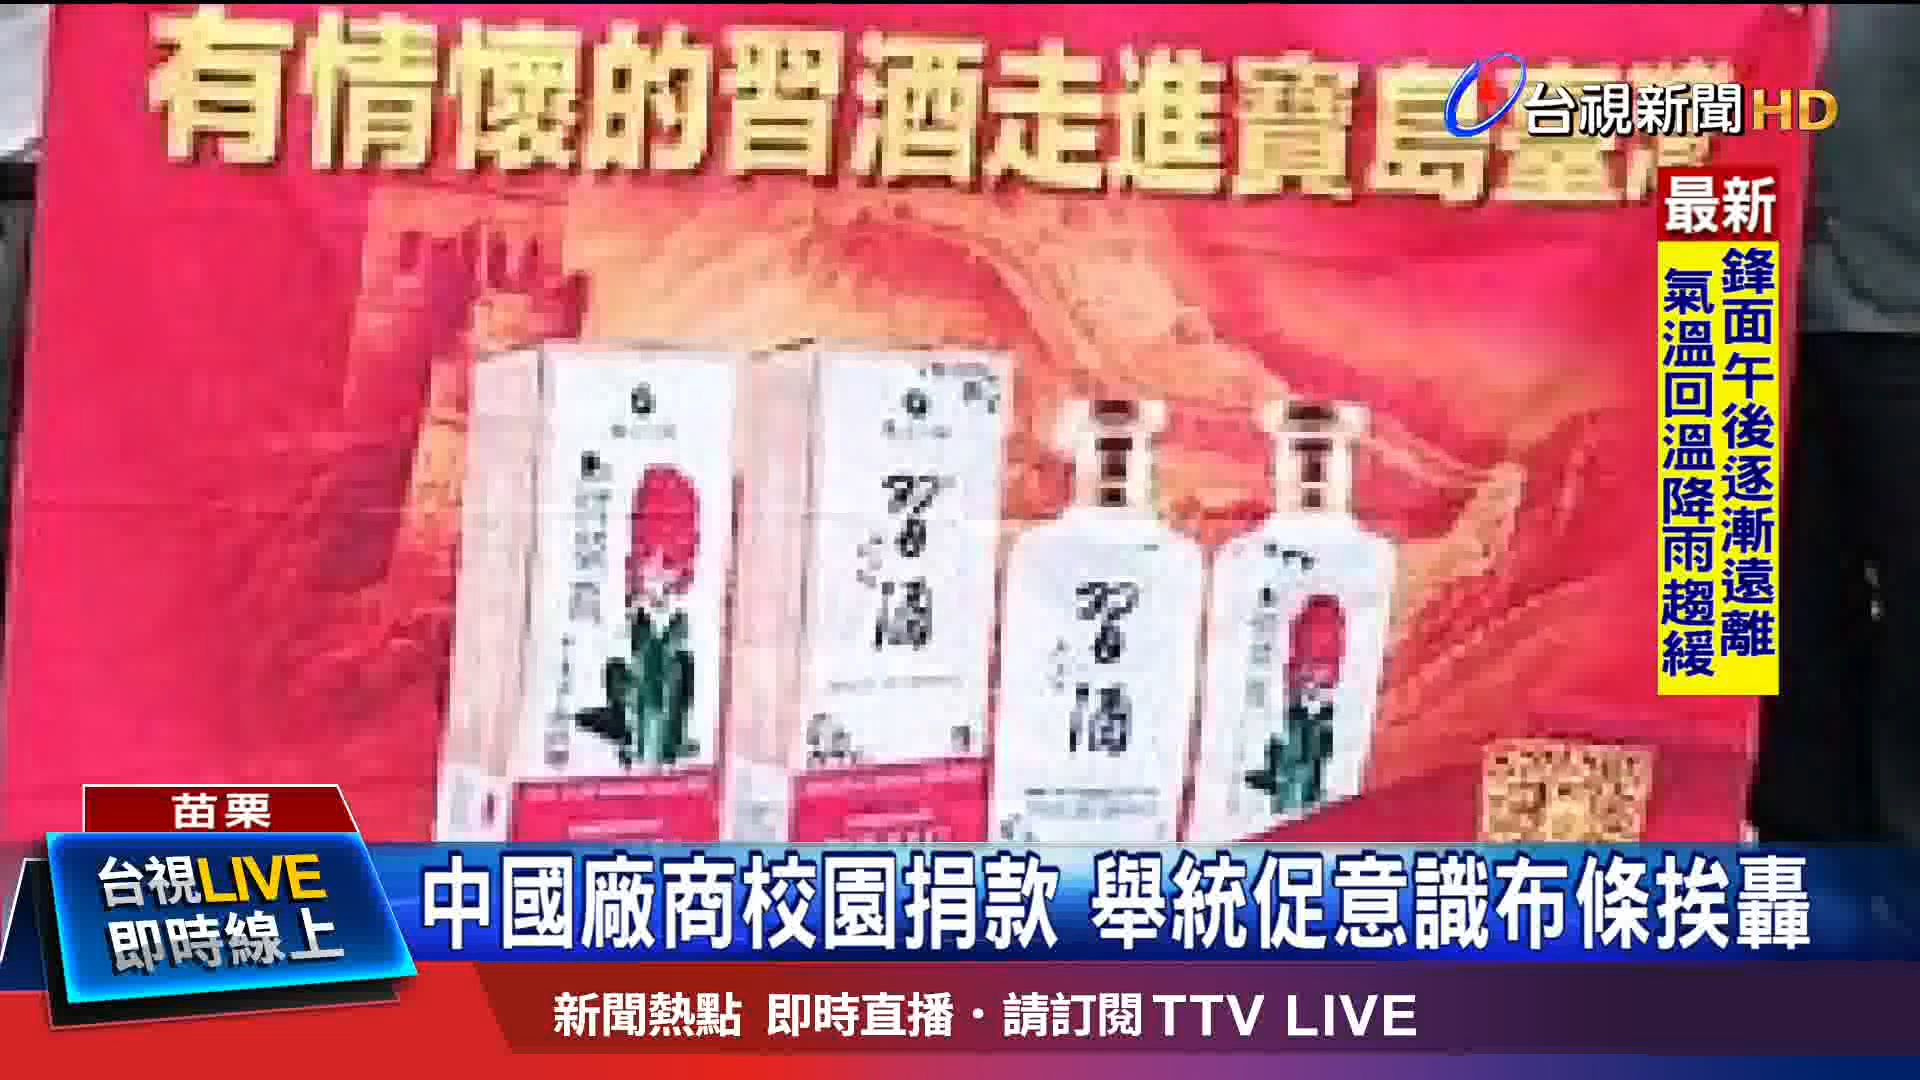 有情懷的習酒走進寶島臺灣
台視新聞HD
最新
鋒面午後逐漸遠離
氣溫回溫降雨趨緩
習酒
習酒
苗栗
台視LIVE
即時線上
中國廠商校園捐款 舉統促意識布條挨轟
新聞熱點 即時直播・請訂閱TTV LIVE